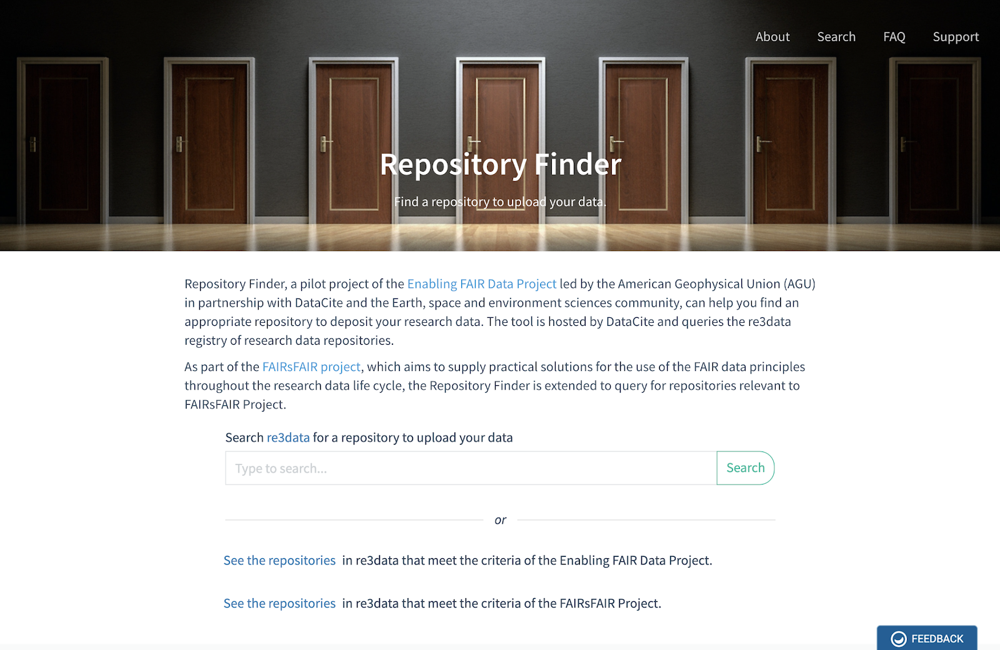 About Search FAQ Support
Repository Finder
Find a repository to upload your data.
Repository Finder, a pilot project of the Enabling FAIR Data Project led by the American Geophysical Union (AGU)
in partnership with DataCite and the Earth, space and environment sciences community, can help you find an
appropriate repository to deposit your research data. The tool is hosted by DataCite and queries the re3data
registry of research data repositories.
As part of the FAIRsFAIR project, which aims to supply practical solutions for the use of the FAIR data principles
throughout the research data life cycle, the Repository Finder is extended to query for repositories relevant to
FAIRsFAIR Project.
Search re3data for a repository to upload your data
Type to search... Search
or
See the repositories in re3data that meet the criteria of the Enabling FAIR Data Project.
See the repositories in re3data that meet the criteria of the FAIRsFAIR Project.
FEEDBACK